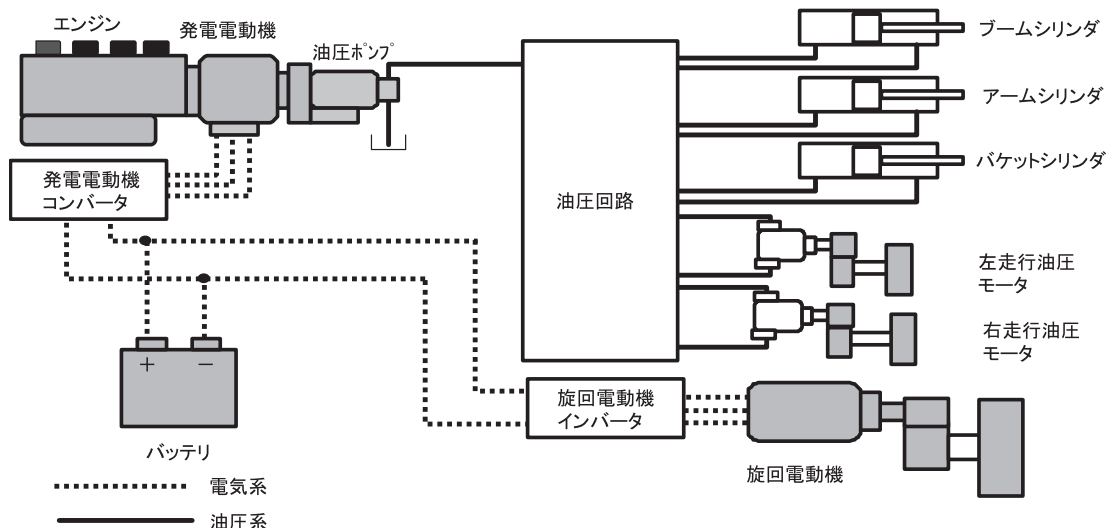 エンジン
発電電動機
油圧ポンプ
ブームシリンダ
アームシリンダ
バケットシリンダ
発電電動機
コンバータ
油圧回路
左走行油圧
モータ
右走行油圧
モータ
+ −
バッテリ
旋回電動機
インバータ
旋回電動機
電気系
油圧系